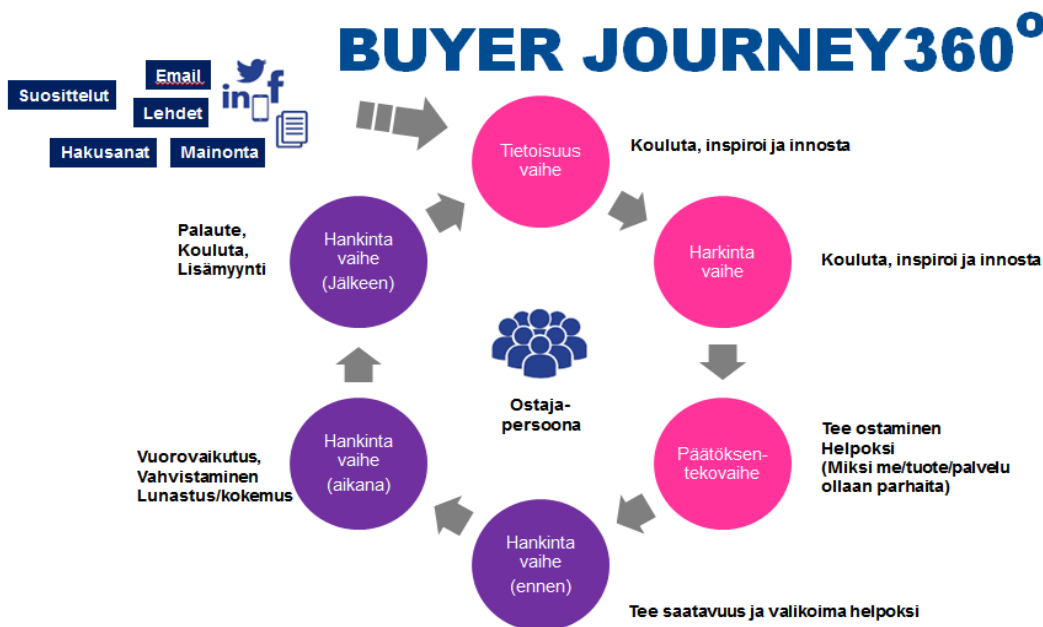 BUYER JOURNEY360°
Email
Suosittelut
Lehdet
Hakusanat
Mainonta
in
f
Tietoisuus
vaihe
Kouluta, inspiroi ja innosta
Harkinta
vaihe
Kouluta, inspiroi ja innosta
Päätöksen-
tekovaihe
Tee ostaminen
Helpoksi
(Miksi me/tuote/palvelu
ollaan parhaita)
Hankinta
vaihe
(ennen)
Tee saatavuus ja valikoima helpoksi
Hankinta
vaihe
(aikana)
Vuorovaikutus,
Vahvistaminen
Lunastus/kokemus
Hankinta
vaihe
(Jälkeen)
Palaute,
Kouluta,
Lisämyynti
Ostaja-
persoona